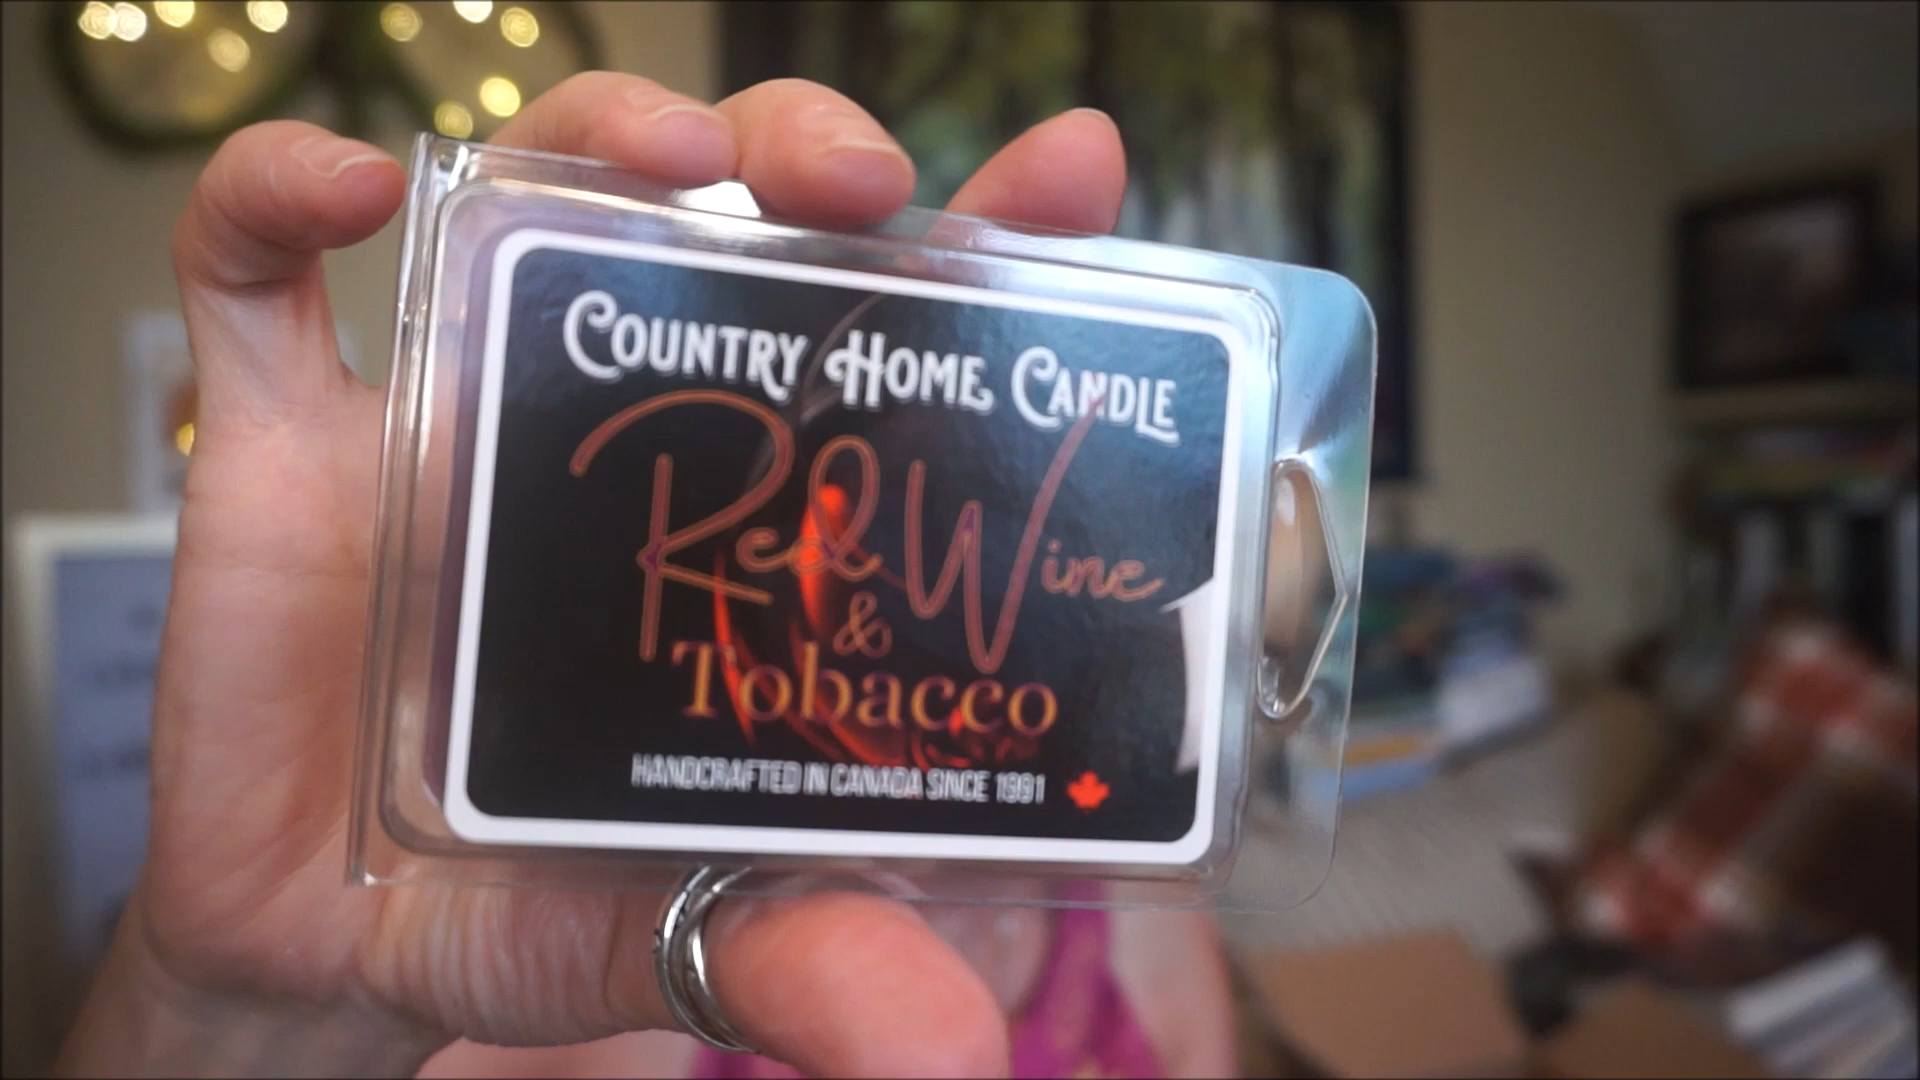 COUNTRY HOME CANDLE
Red Wine
&
Tobacco
HANDCRAFTED IN CANADA SINCE 1991